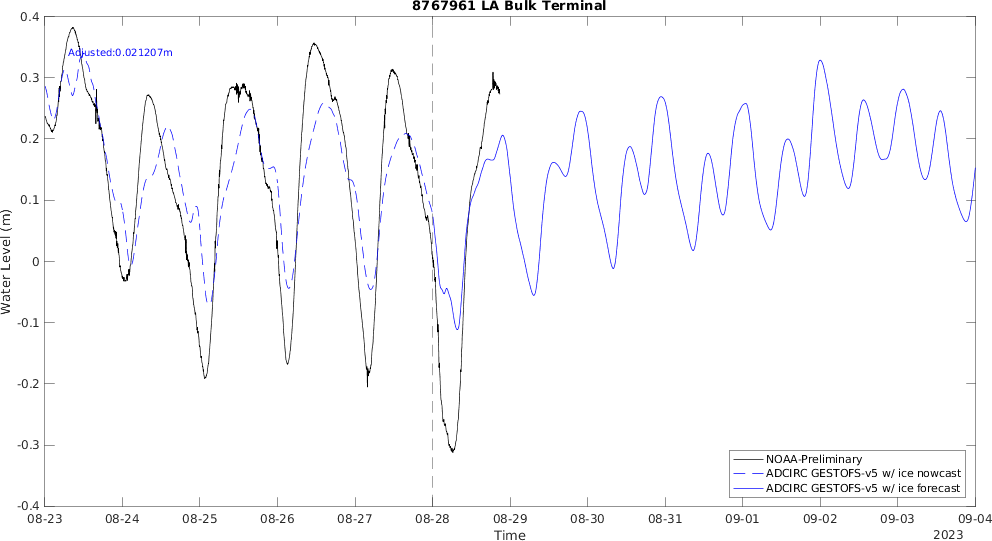 8767961 LA Bulk Terminal
Adjusted:0.021207m
Water Level (m)
0.4
0.3
0.2
0.1
0
-0.1
-0.2
-0.3
-0.4
NOAA-Preliminary
ADCIRC GESTOFS-v5 w/ ice nowcast
ADCIRC GESTOFS-v5 w/ ice forecast
08-23 08-24 08-25 08-26 08-27 08-28 08-29 08-30 08-31 09-01 09-02 09-03 09-04
Time
2023